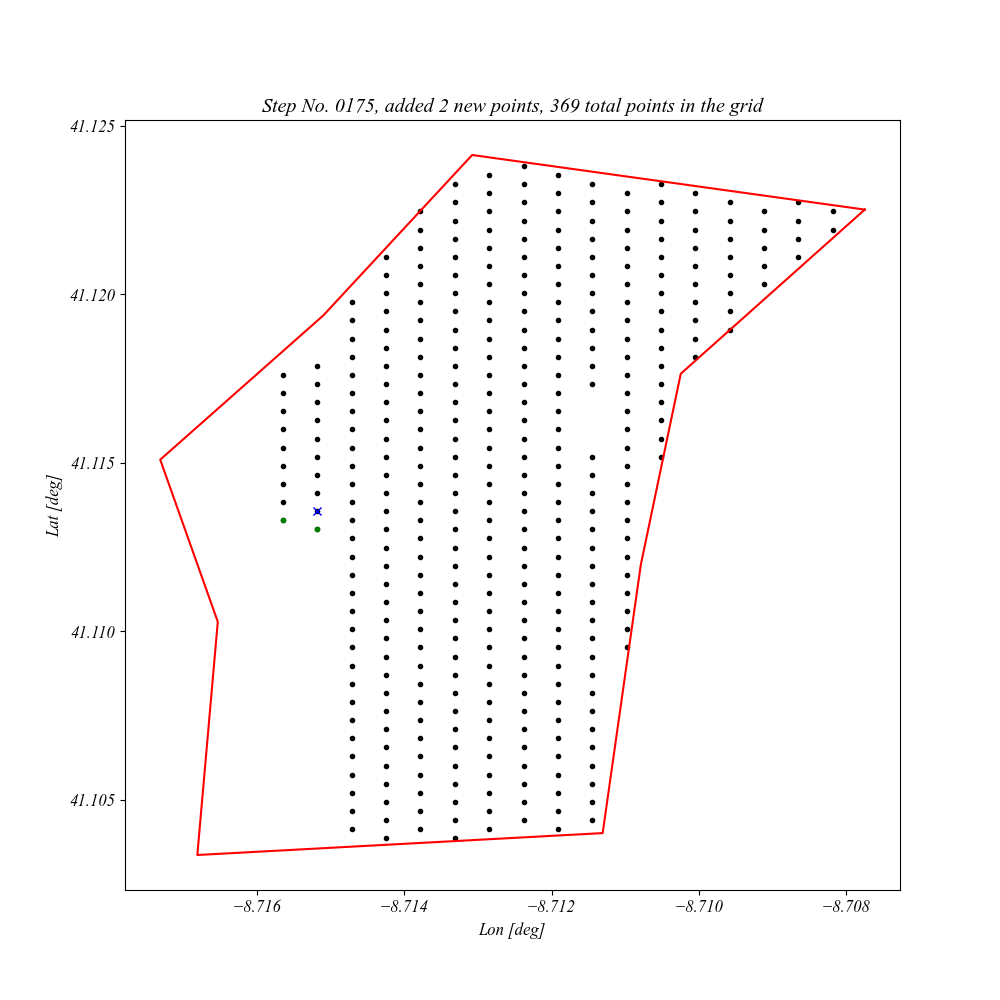 Step No. 0175, added 2 new points, 369 total points in the grid
41.125
41.120
41.115
41.110
41.105
Lat [deg]
−8.716 −8.714 −8.712 −8.710 −8.708
Lon [deg]